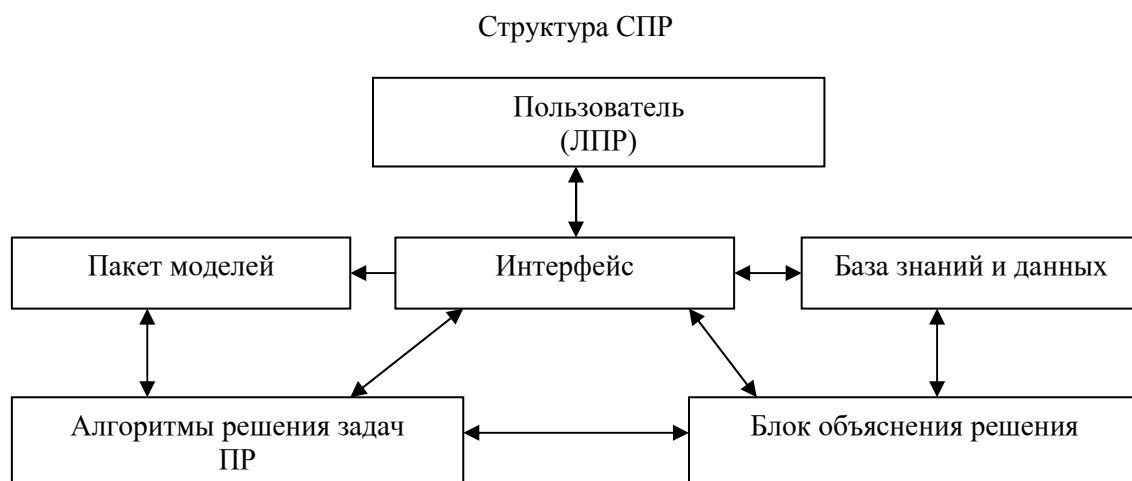 Структура СПР
Пользователь
(ЛПР)
Пакет моделей
Интерфейс
База знаний и данных
Алгоритмы решения задач
ПР
Блок объяснения решения